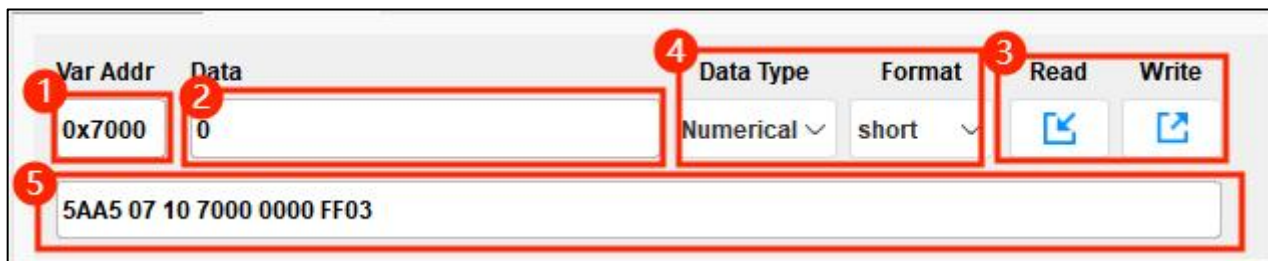 Var Addr Data Data Type Format Read Write
1 2 4 3
0x7000 0 Numerical short
5
5AA5 07 10 7000 0000 FF03